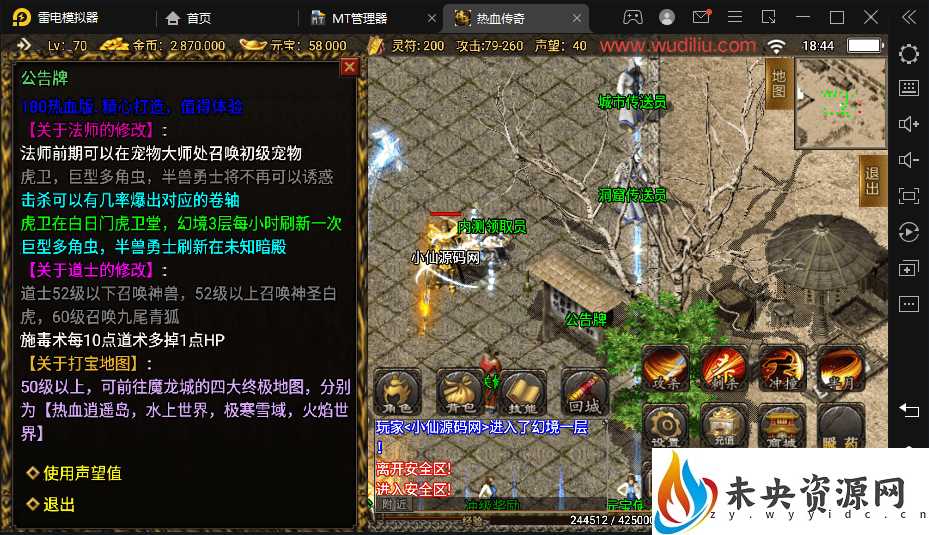 雷电模拟器
首页
MT管理器
热血传奇
Lv: 70
金币: 2 870.000
元宝: 58.000
灵符: 200
攻击:79-260
声望: 40
www.wudiliu.com
18:44
公告牌
180热血版,精心打造，值得体验
【关于法师的修改】:
法师前期可以在宠物大师处召唤初级宠物
虎卫，巨型多角虫，半兽勇士将不再可以诱惑
击杀可以有几率爆出对应的卷轴
虎卫在白日门虎卫堂，幻境3层每小时刷新一次
巨型多角虫，半兽勇士刷新在未知暗殿
【关于道士的修改】:
道士52级以下召唤神兽，52级以上召唤神圣白
虎，60级召唤九尾青狐
施毒术每10点道术多掉1点HP
【关于打宝地图】:
50级以上，可前往魔龙城的四大终极地图，分别
为【热血逍遥岛，水上世界，极寒雪域，火焰世
界】
使用声望值
退出
城市传送员
洞窟传送员
内测领取员
小仙源码网
公告牌
地图
退出
攻杀
刺杀
冲撞
半月
角色
背包
技能
回城
设置
充值
商城
玩家<小仙源码网>进入了幻境一层
!
离开安全区!
进入安全区!
附近
经验
244512 / 425000
未央资源网
zy.wyyidc.cn